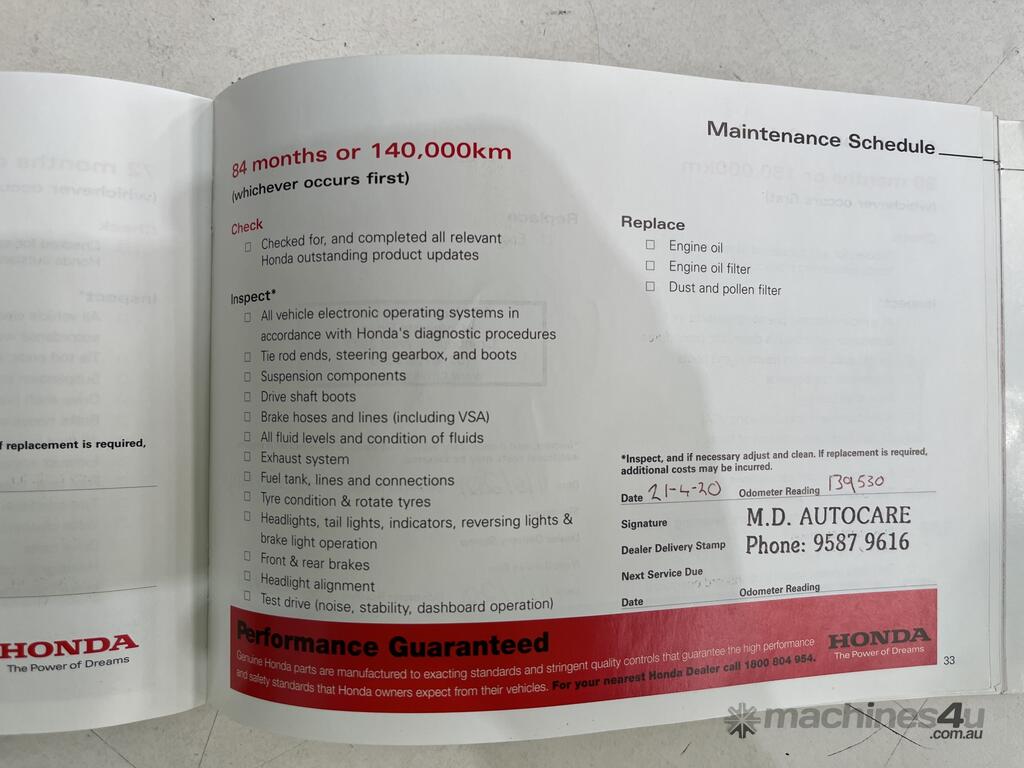 f replacement is required,
HONDA
The Power of Dreams
Maintenance Schedule
84 months or 140,000km
(whichever occurs first)
Check
Checked for, and completed all relevant
Honda outstanding product updates
Inspect*
All vehicle electronic operating systems in
accordance with Honda's diagnostic procedures
Tie rod ends, steering gearbox, and boots
Suspension components
Drive shaft boots
Brake hoses and lines (including VSA)
All fluid levels and condition of fluids
Exhaust system
Fuel tank, lines and connections
Tyre condition & rotate tyres
Headlights, tail lights, indicators, reversing lights &
brake light operation
Front & rear brakes
Headlight alignment
Test drive (noise, stability, dashboard operation)
Replace
Engine oil
Engine oil filter
Dust and pollen filter
*Inspect, and if necessary adjust and clean. If replacement is required,
additional costs may be incurred.
Date 21-4-20 Odometer Reading 139530
Signature
M.D. AUTOCARE
Dealer Delivery Stamp
Phone: 9587 9616
Next Service Due
Date Odometer Reading
Performance Guaranteed
Genuine Honda parts are manufactured to exacting standards and stringent quality controls that guarantee the high performance
and safety standards that Honda owners expect from their vehicles. For your nearest Honda Dealer call 1800 804 954.
HONDA
The Power of Dreams
33
machines4u
.com.au